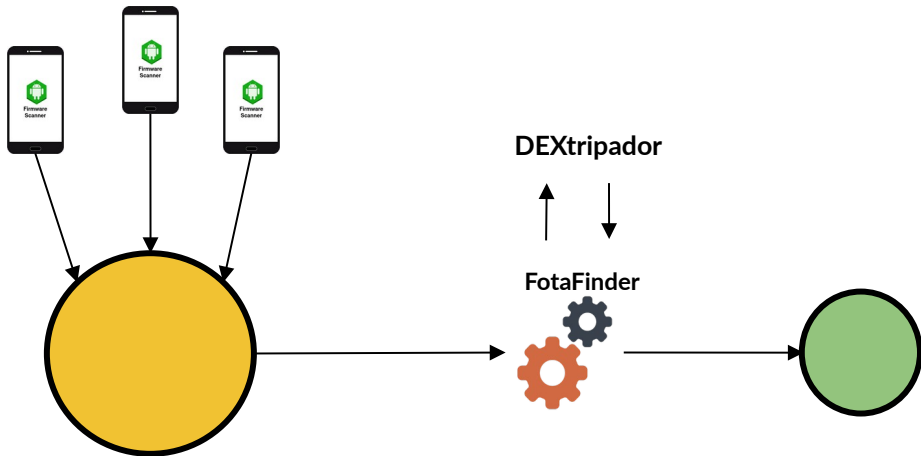 Firmware
Scanner
Firmware
Scanner
Firmware
Scanner
DEXtripador
FotaFinder